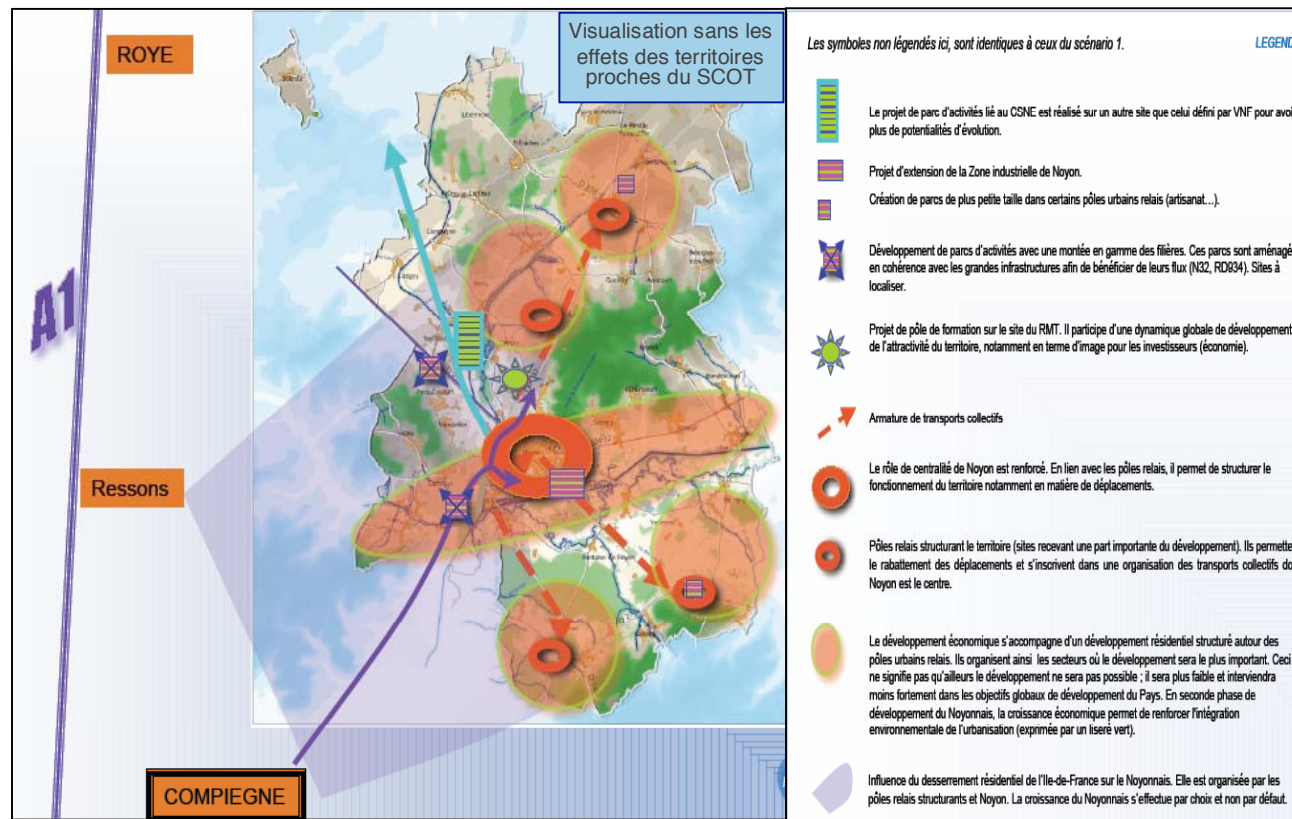 Visualisation sans les
effets des territoires
proches du SCOT
ROYE
A1
Ressons
COMPIEGNE
Les symboles non légendés ici, sont identiques à ceux du scénario 1.
LEGEND
Le projet de parc d'activités lié au CSNE est réalisé sur un autre site que celui défini par VNF pour avoi
plus de potentialités d'évolution.
Projet d'extension de la Zone industrielle de Noyon.
Création de parcs de plus petite taille dans certains pôles urbains relais (artisanat…).
Développement de parcs d'activités avec une montée en gamme des filières. Ces parcs sont aménagé
en cohérence avec les grandes infrastructures afin de bénéficier de leurs flux (N32, RD934). Sites à
localiser.
Projet de pôle de formation sur le site du RMT. Il participe d'une dynamique globale de développement
de l'attractivité du territoire, notamment en terme d'image pour les investisseurs (économie).
Armature de transports collectifs
Le rôle de centralité de Noyon est renforcé. En lien avec les pôles relais, il permet de structurer le
fonctionnement du territoire notamment en matière de déplacements.
Pôles relais structurant le territoire (sites recevant une part importante du développement). Ils permette
le rabattement des déplacements et s'inscrivent dans une organisation des transports collectifs do
Noyon est le centre.
Le développement économique s'accompagne d'un développement résidentiel structuré autour des
pôles urbains relais. Ils organisent ainsi les secteurs où le développement sera le plus important. Ceci
ne signifie pas qu'ailleurs le développement ne sera pas possible ; il sera plus faible et interviendra
moins fortement dans les objectifs globaux de développement du Pays. En seconde phase de
développement du Noyonnais, la croissance économique permet de renforcer l'intégration
environnementale de l'urbanisation (exprimée par un liseré vert).
Influence du desserrement résidentiel de l'Ile-de-France sur le Noyonnais. Elle est organisée par les
pôles relais structurants et Noyon. La croissance du Noyonnais s'effectue par choix et non par défaut.